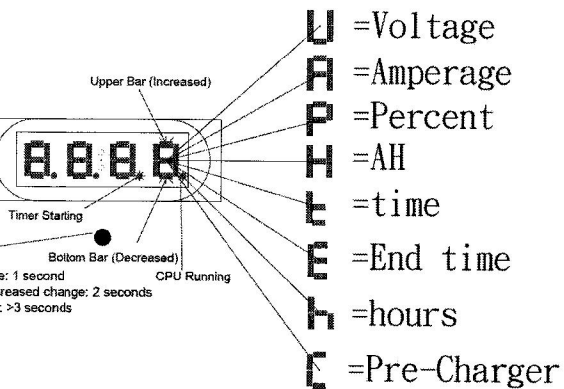 U =Voltage
A =Amperage
Upper Bar (Increased)
P =Percent
8.8.8.8
H =AH
t =time
Timer Starting
Bottom Bar (Decreased)
E =End time
CPU Running
e: 1 second
reased change: 2 seconds
: >3 seconds
h =hours
C =Pre-Charger